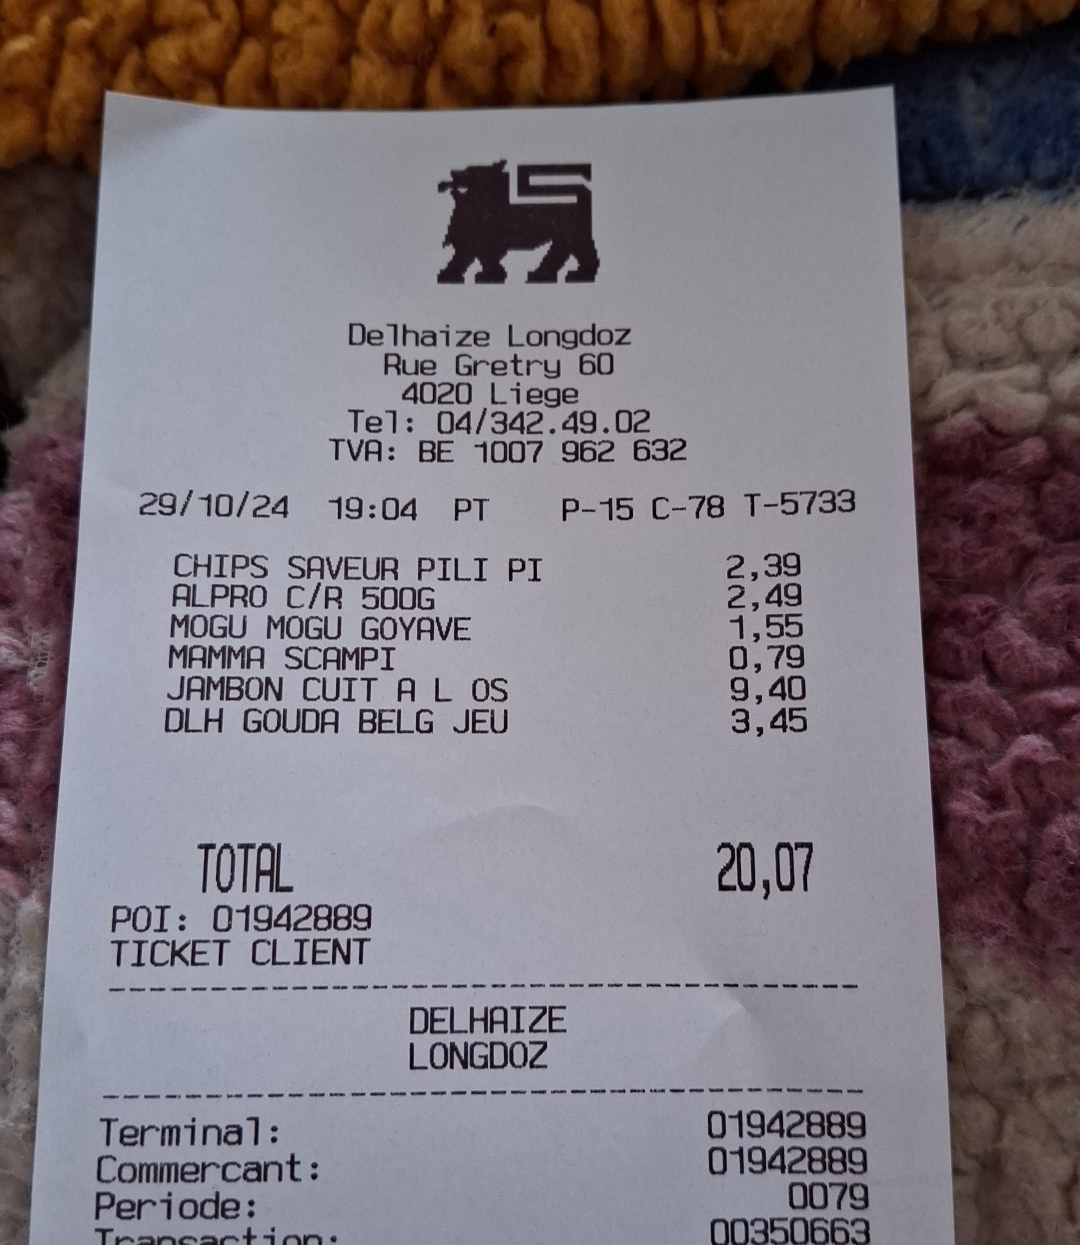 Delhaize Longdoz
Rue Gretry 60
4020 Liege
Tel: 04/342.49.02
TVA: BE 1007 962 632
29/10/24 19:04 PT P-15 C-78 T-5733
CHIPS SAVEUR PILI PI 2,39
ALPRO C/R 500G 2,49
MOGU MOGU GOYAVE 1,55
MAMMA SCAMPI 0,79
JAMBON CUIT A L OS 9,40
DLH GOUDA BELG JEU 3,45
TOTAL 20,07
POI: 01942889
TICKET CLIENT
DELHAIZE
LONGDOZ
Terminal: 01942889
Commercant: 01942889
Periode: 0079
Transaction: 00350663